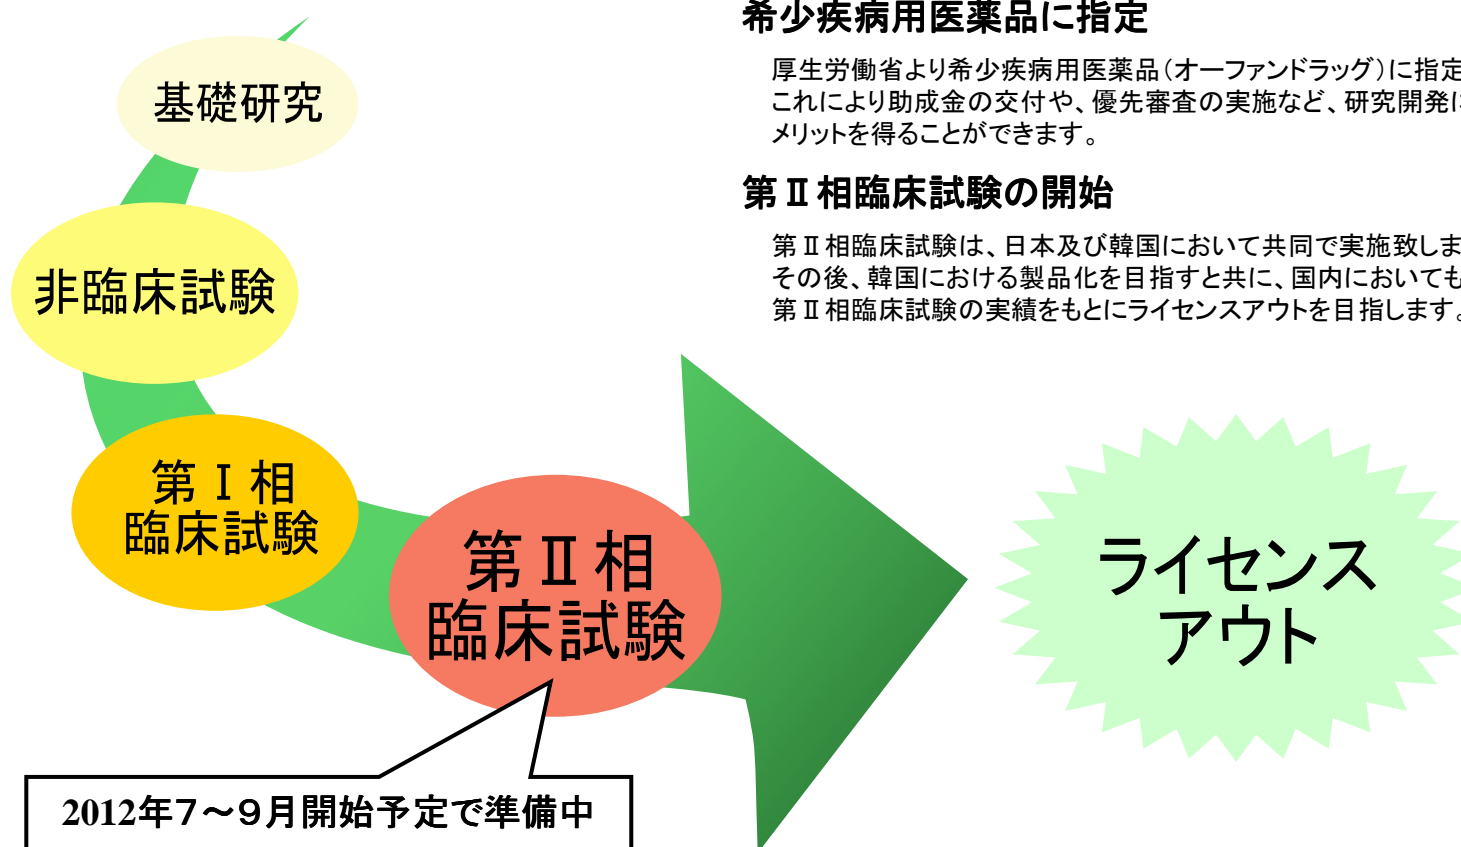 希少疾病用医薬品に指定
厚生労働省より希少疾病用医薬品(オーファンドラッグ)に指定
これにより助成金の交付や、優先審査の実施など、研究開発に
メリットを得ることができます。
第Ⅱ相臨床試験の開始
第Ⅱ相臨床試験は、日本及び韓国において共同で実施致しま
その後、韓国における製品化を目指すと共に、国内においても
第Ⅱ相臨床試験の実績をもとにライセンスアウトを目指します。
基礎研究
非臨床試験
第Ⅰ相
臨床試験
第Ⅱ相
臨床試験
ライセンス
アウト
2012年7~9月開始予定で準備中